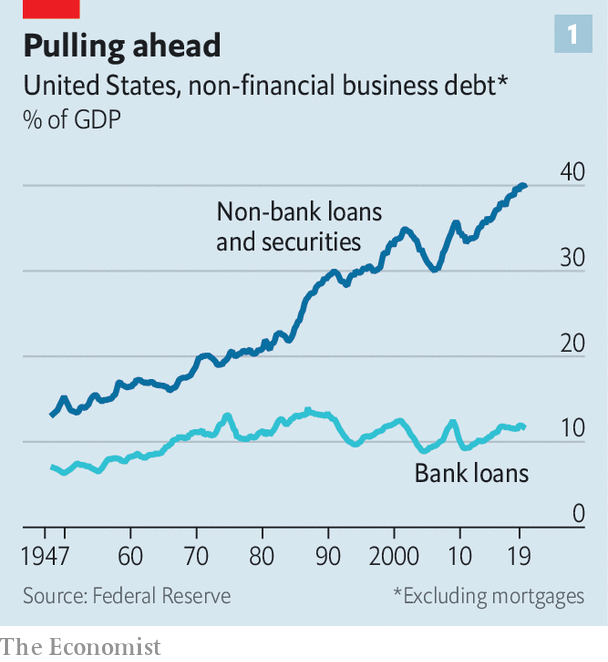 1
Pulling ahead
United States, non-financial business debt*
% of GDP
40
Non-bank loans
and securities
30
20
10
Bank loans
0
1947 60 70 80 90 2000 10 19
Source: Federal Reserve *Excluding mortgages
The Economist